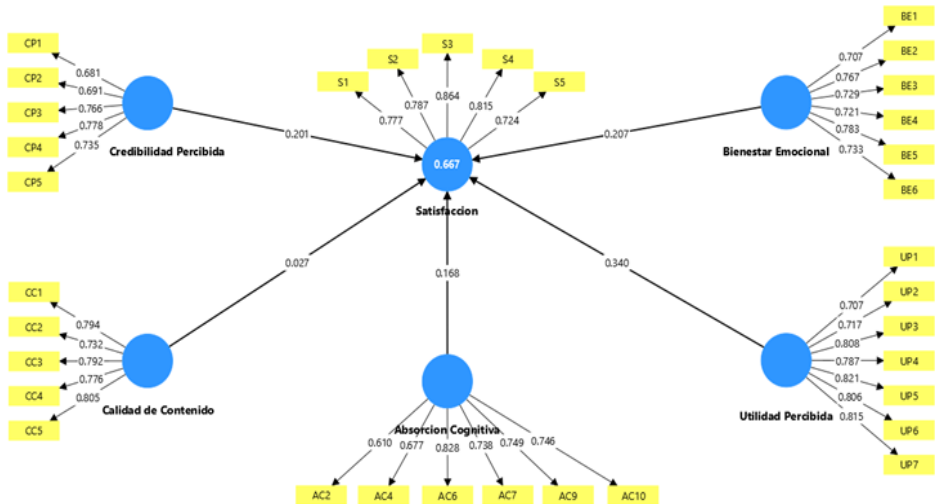 CP1
0.681
CP2
0.691
CP3
0.766
CP4
0.778
CP5
0.735
Credibilidad Percibida
S1
S2
S3
S4
S5
0.777
0.787
0.864
0.815
0.724
0.667
Satisfaccion
BE1
0.707
BE2
0.767
BE3
0.729
BE4
0.721
BE5
0.783
BE6
0.733
Bienestar Emocional
0.201
0.207
0.027
0.168
0.340
CC1
0.794
CC2
0.732
CC3
0.792
CC4
0.776
CC5
0.805
Calidad de Contenido
Absorcion Cognitiva
0.610
0.677
0.828
0.738
0.749
0.746
AC2
AC4
AC6
AC7
AC9
AC10
UP1
0.707
UP2
0.717
UP3
0.808
UP4
0.787
UP5
0.821
UP6
0.806
UP7
0.815
Utilidad Percibida